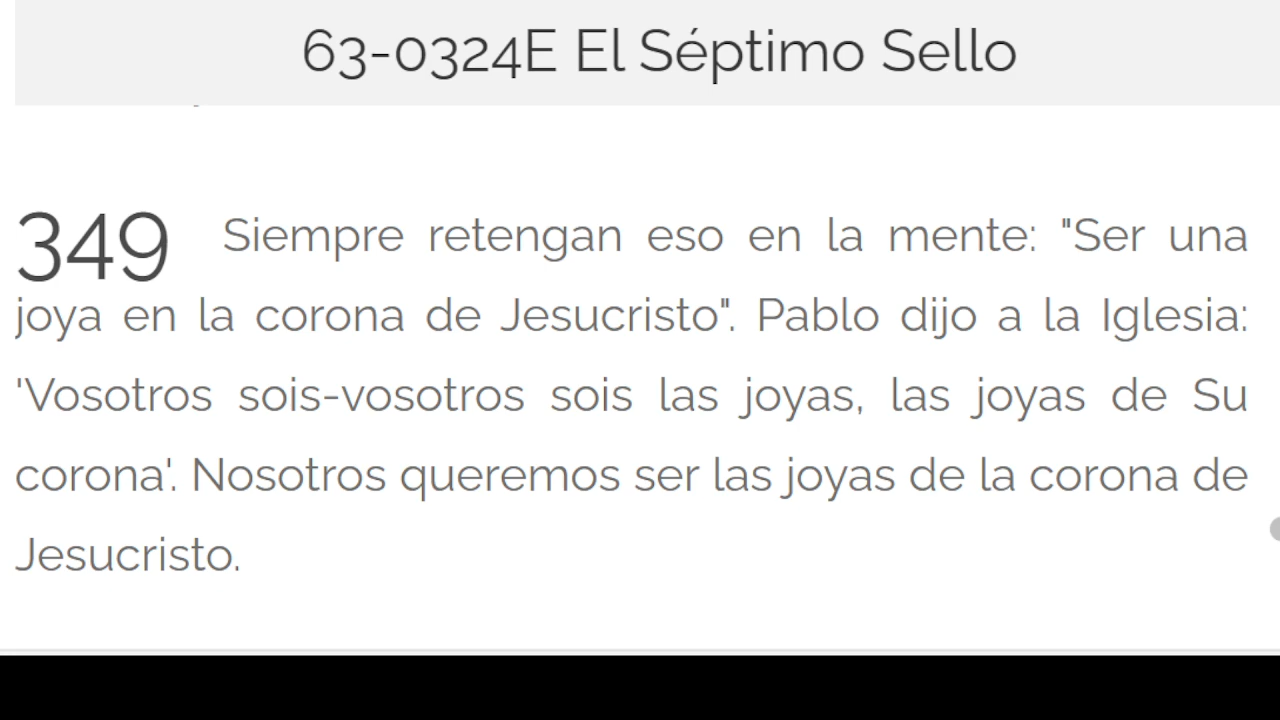 63-0324E El Séptimo Sello
349 Siempre retengan eso en la mente: "Ser una
joya en la corona de Jesucristo". Pablo dijo a la Iglesia:
'Vosotros sois-vosotros sois las joyas, las joyas de Su
corona'. Nosotros queremos ser las joyas de la corona de
Jesucristo.